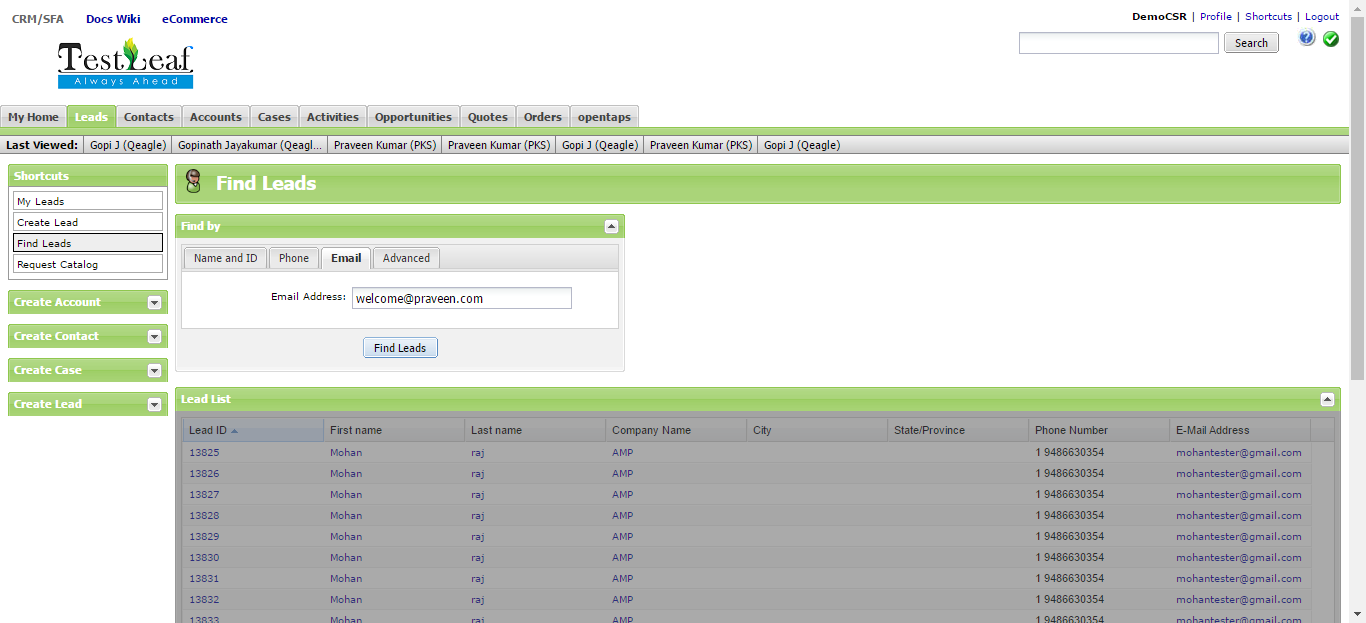 CRM/SFA Docs Wiki eCommerce
DemoCSR | Profile | Shortcuts | Logout
TestLeaf
Always Ahead
Search
My Home Leads Contacts Accounts Cases Activities Opportunities Quotes Orders opentaps
Last Viewed: Gopi J (Qeagle) Gopinath Jayakumar (Qeagl... Praveen Kumar (PKS) Praveen Kumar (PKS) Gopi J (Qeagle) Praveen Kumar (PKS) Gopi J (Qeagle)
Shortcuts
My Leads
Create Lead
Find Leads
Request Catalog
Create Account
Create Contact
Create Case
Create Lead
Find Leads
Find by
Name and ID Phone Email Advanced
Email Address: welcome@praveen.com
Find Leads
Lead List
Lead ID First name Last name Company Name City State/Province Phone Number E-Mail Address
13825 Mohan raj AMP 1 9486630354 mohantester@gmail.com
13826 Mohan raj AMP 1 9486630354 mohantester@gmail.com
13827 Mohan raj AMP 1 9486630354 mohantester@gmail.com
13828 Mohan raj AMP 1 9486630354 mohantester@gmail.com
13829 Mohan raj AMP 1 9486630354 mohantester@gmail.com
13830 Mohan raj AMP 1 9486630354 mohantester@gmail.com
13831 Mohan raj AMP 1 9486630354 mohantester@gmail.com
13832 Mohan raj AMP 1 9486630354 mohantester@gmail.com
13833 Mohan raj AMP 1 9486630354 mohantester@gmail.com